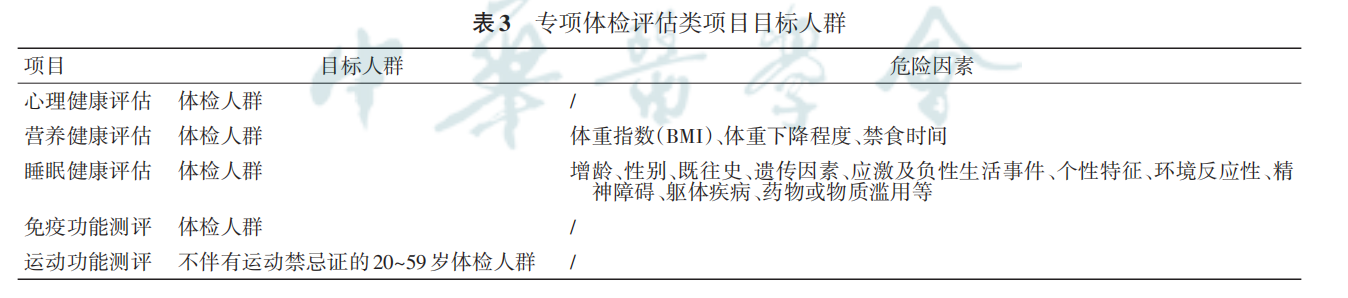 表3 专项体检评估类项目目标人群
中華醫學會
项目 目标人群 危险因素
心理健康评估 体检人群 /
营养健康评估 体检人群 体重指数(BMI)、体重下降程度、禁食时间
睡眠健康评估 体检人群 增龄、性别、既往史、遗传因素、应激及负性生活事件、个性特征、环境反应性、精
神障碍、躯体疾病、药物或物质滥用等
免疫功能测评 体检人群 /
运动功能测评 不伴有运动禁忌证的20~59岁体检人群 /